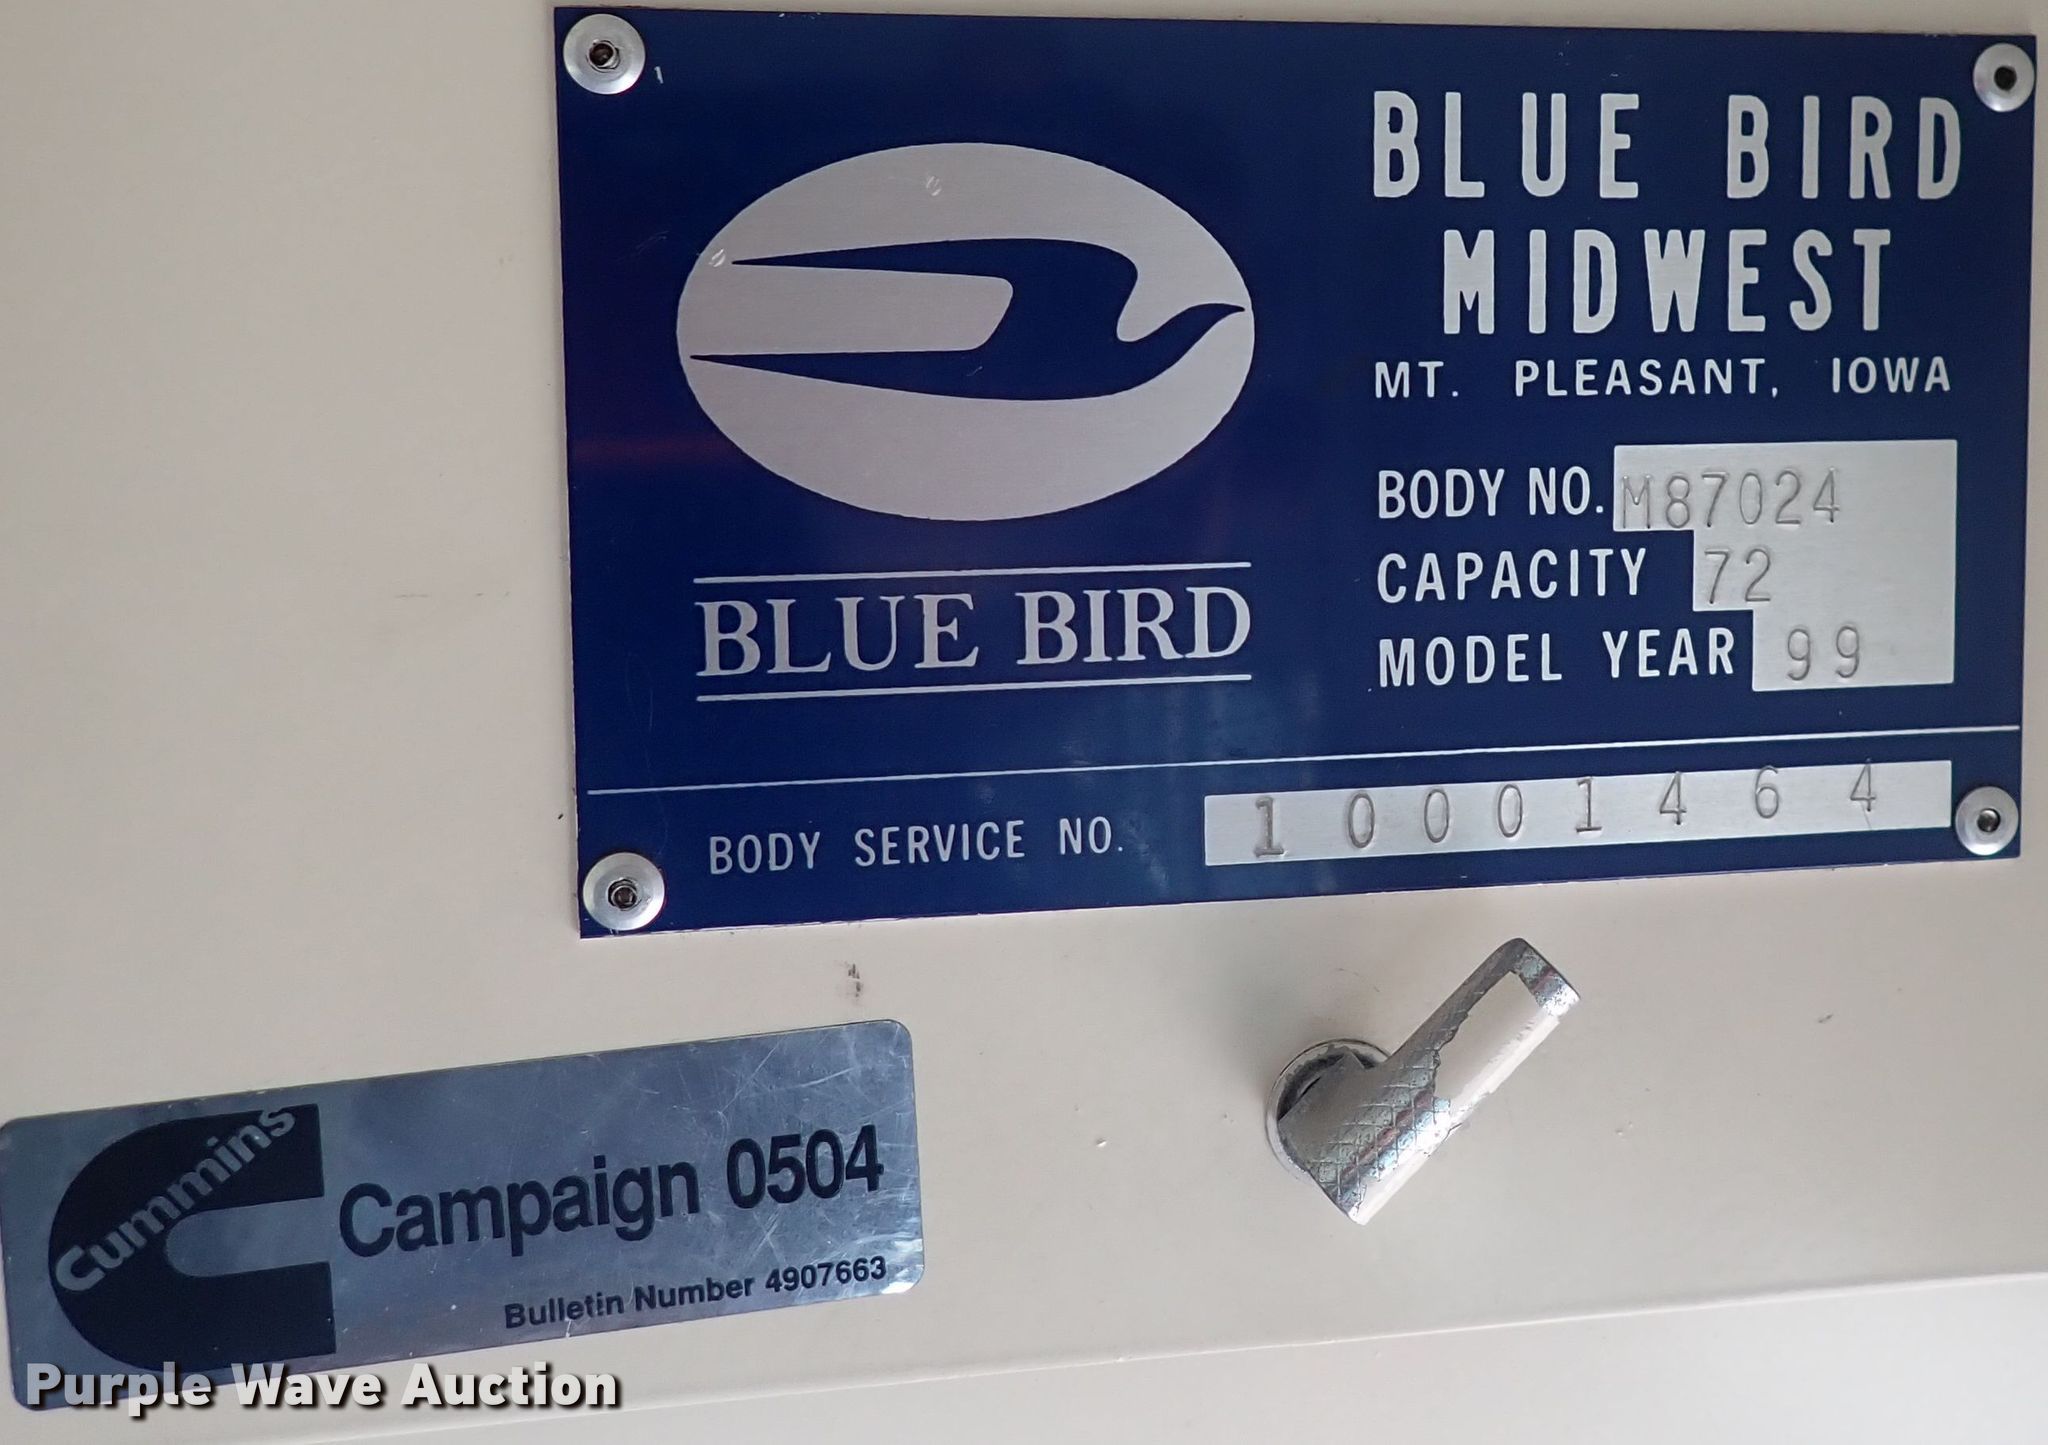 BLUE BIRD
MIDWEST
MT. PLEASANT, IOWA
BODY NO. M87024
CAPACITY 72
MODEL YEAR 99
BLUE BIRD
BODY SERVICE NO. 10001464
Cummins
Campaign 0504
Bulletin Number 4907663
Purple Wave Auction